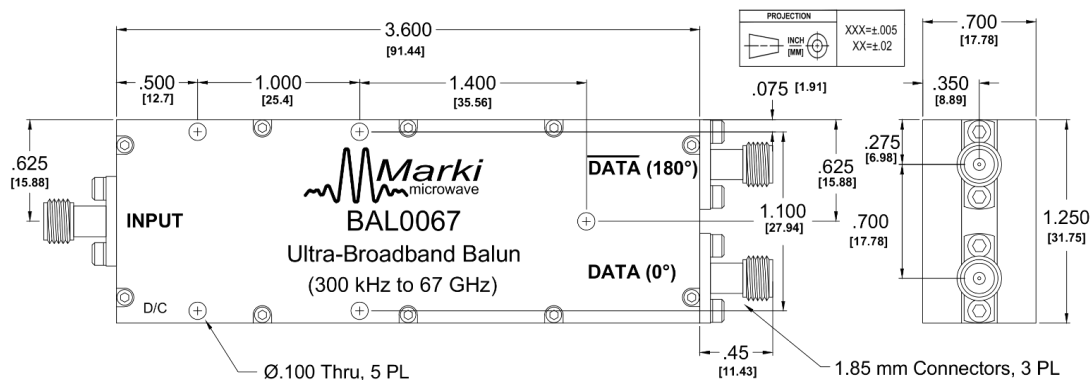 3.600
[91.44]
.500
[12.7]
1.000
[25.4]
1.400
[35.56]
PROJECTION
INCH
[MM]
XXX=±.005
XX=±.02
.700
[17.78]
.350
[8.89]
.075 [1.91]
.625
[15.88]
.625
[15.88]
.275
[6.98]
.700
[17.78]
1.250
[31.75]
1.100
[27.94]
INPUT
Marki
microwave
BAL0067
Ultra-Broadband Balun
(300 kHz to 67 GHz)
DATA (180°)
DATA (0°)
D/C
Ø.100 Thru, 5 PL
.45
[11.43]
1.85 mm Connectors, 3 PL